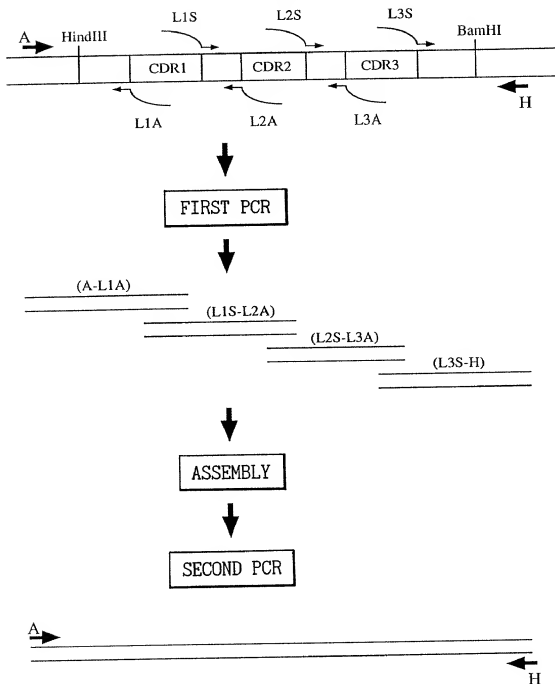 L1S L2S L3S
A HindIII BamHI
CDR1 CDR2 CDR3
L1A L2A L3A H
FIRST PCR
(A-L1A)
(L1S-L2A)
(L2S-L3A)
(L3S-H)
ASSEMBLY
SECOND PCR
A
H